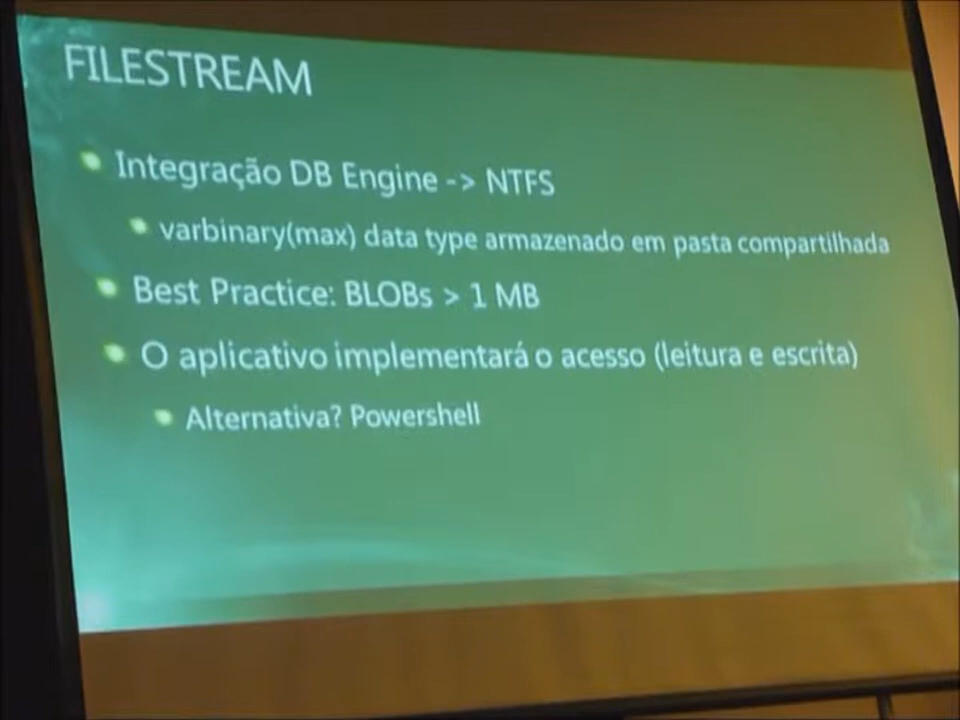 FILESTREAM
Integração DB Engine -> NTFS
varbinary(max) data type armazenado em pasta compartilhada
Best Practice: BLOBs > 1 MB
O aplicativo implementará o acesso (leitura e escrita)
Alternativa? Powershell